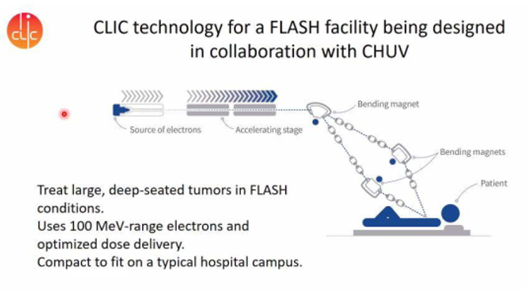 clic
CLIC technology for a FLASH facility being designed
in collaboration with CHUV
Bending magnet
Source of electrons
Accelerating stage
Bending magnets
Patient
Treat large, deep-seated tumors in FLASH
conditions.
Uses 100 MeV-range electrons and
optimized dose delivery.
Compact to fit on a typical hospital campus.